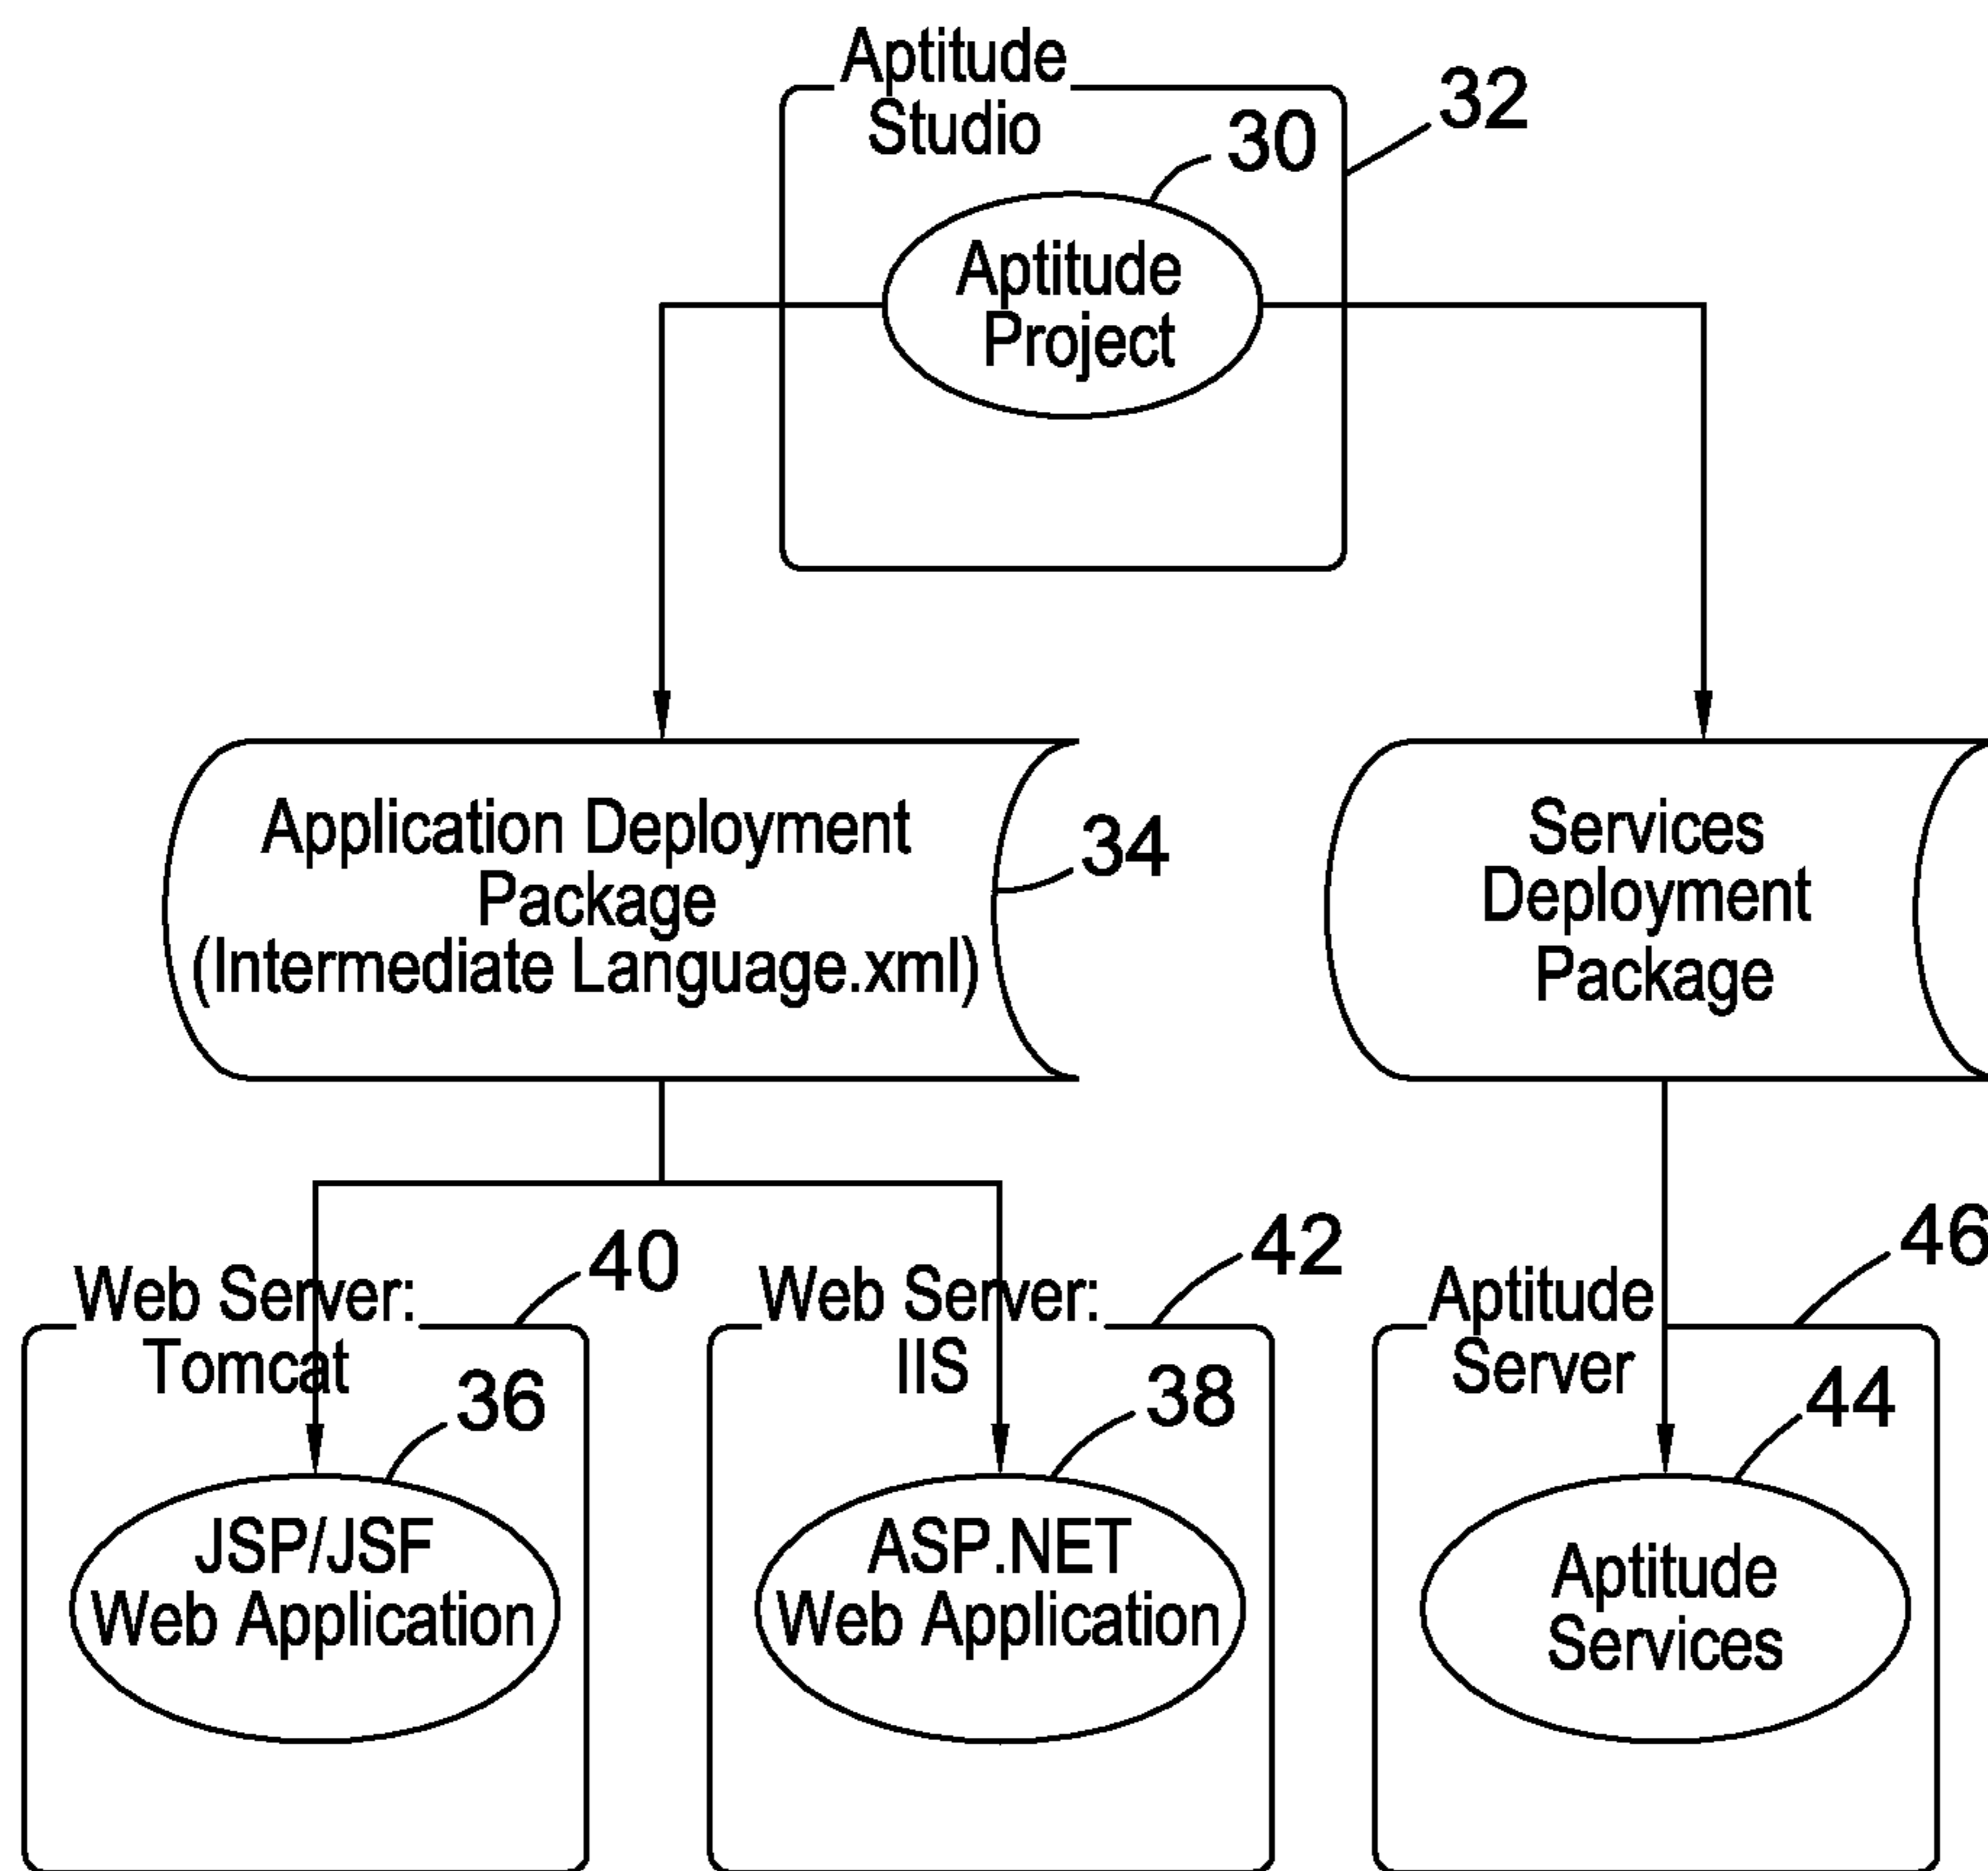 Aptitude
Studio
32
30
Aptitude
Project
Application Deployment
Package
(Intermediate Language.xml)
34
Services
Deployment
Package
Web Server:
Tomcat
40
36
JSP/JSF
Web Application
Web Server:
IIS
42
38
ASP.NET
Web Application
Aptitude
Server
46
44
Aptitude
Services